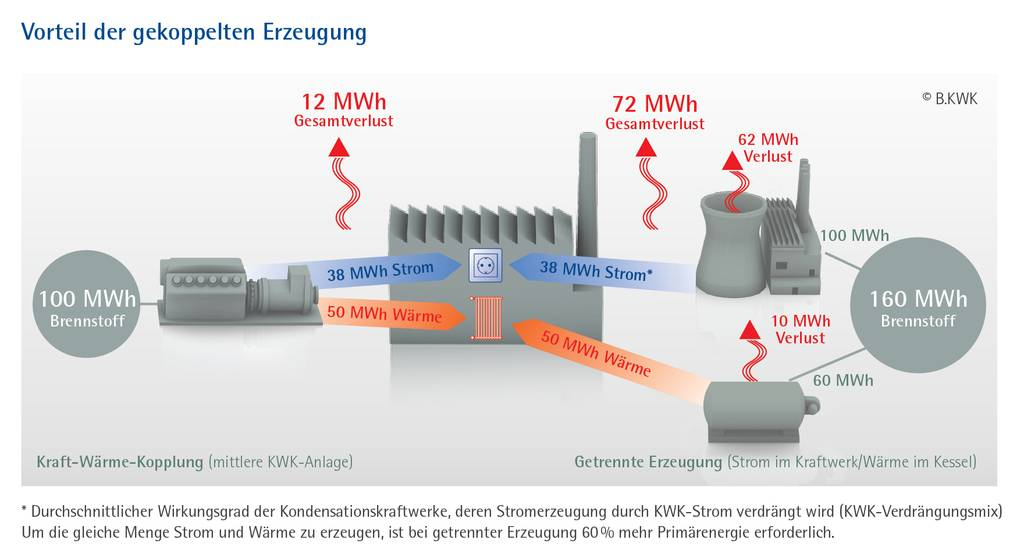 Vorteil der gekoppelten Erzeugung
12 MWh
Gesamtverlust
72 MWh
Gesamtverlust
© B.KWK
62 MWh
Verlust
100 MWh
38 MWh Strom
38 MWh Strom*
100 MWh
Brennstoff
50 MWh Wärme
160 MWh
Brennstoff
10 MWh
Verlust
50 MWh Wärme
60 MWh
Kraft-Wärme-Kopplung (mittlere KWK-Anlage)
Getrennte Erzeugung (Strom im Kraftwerk/Wärme im Kessel)
* Durchschnittlicher Wirkungsgrad der Kondensationskraftwerke, deren Stromerzeugung durch KWK-Strom verdrängt wird (KWK-Verdrängungsmix)
Um die gleiche Menge Strom und Wärme zu erzeugen, ist bei getrennter Erzeugung 60% mehr Primärenergie erforderlich.